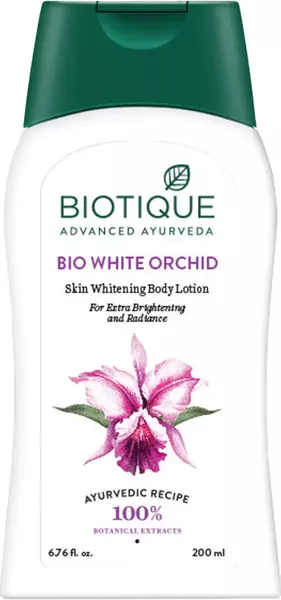 BIOTIQUE
ADVANCED AYURVEDA
BIO WHITE ORCHID
Skin Whitening Body Lotion
For Extra Brightening
and Radiance
AYURVEDIC RECIPE
100%
BOTANICAL EXTRACTS
6.76 fl. oz. 200 ml